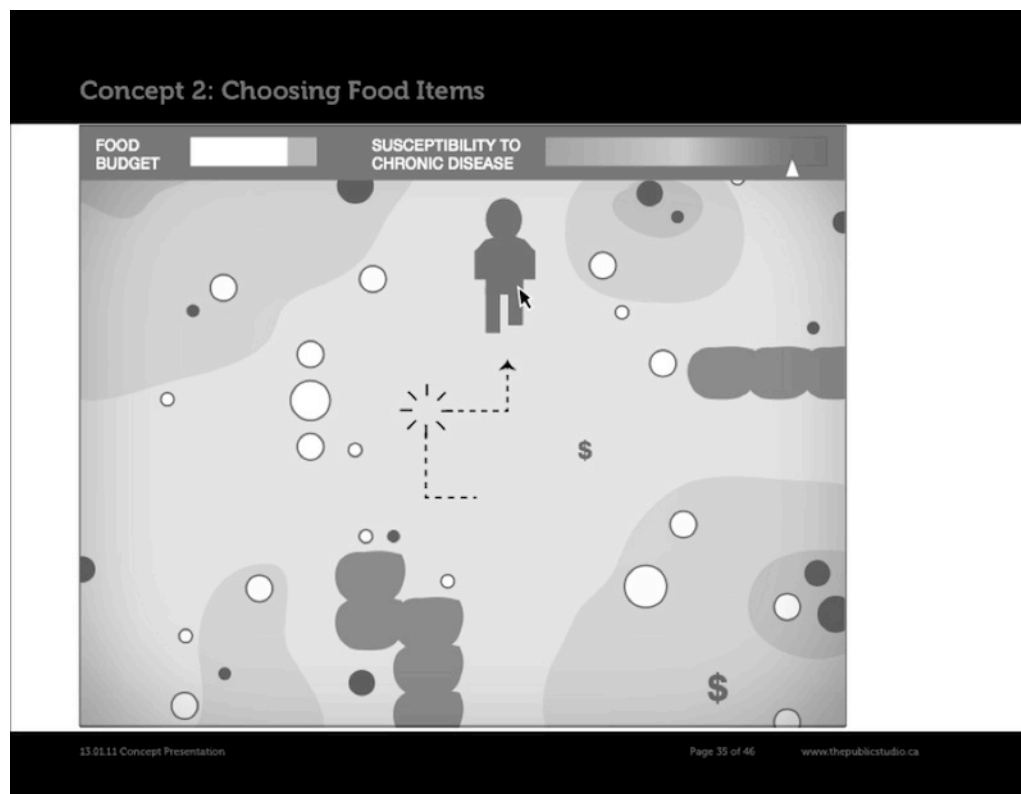 Concept 2: Choosing Food Items
FOOD
BUDGET
SUSCEPTIBILITY TO
CHRONIC DISEASE
$
$
13.01.11 Concept Presentation
Page 35 of 46
www.thepublicstudio.ca